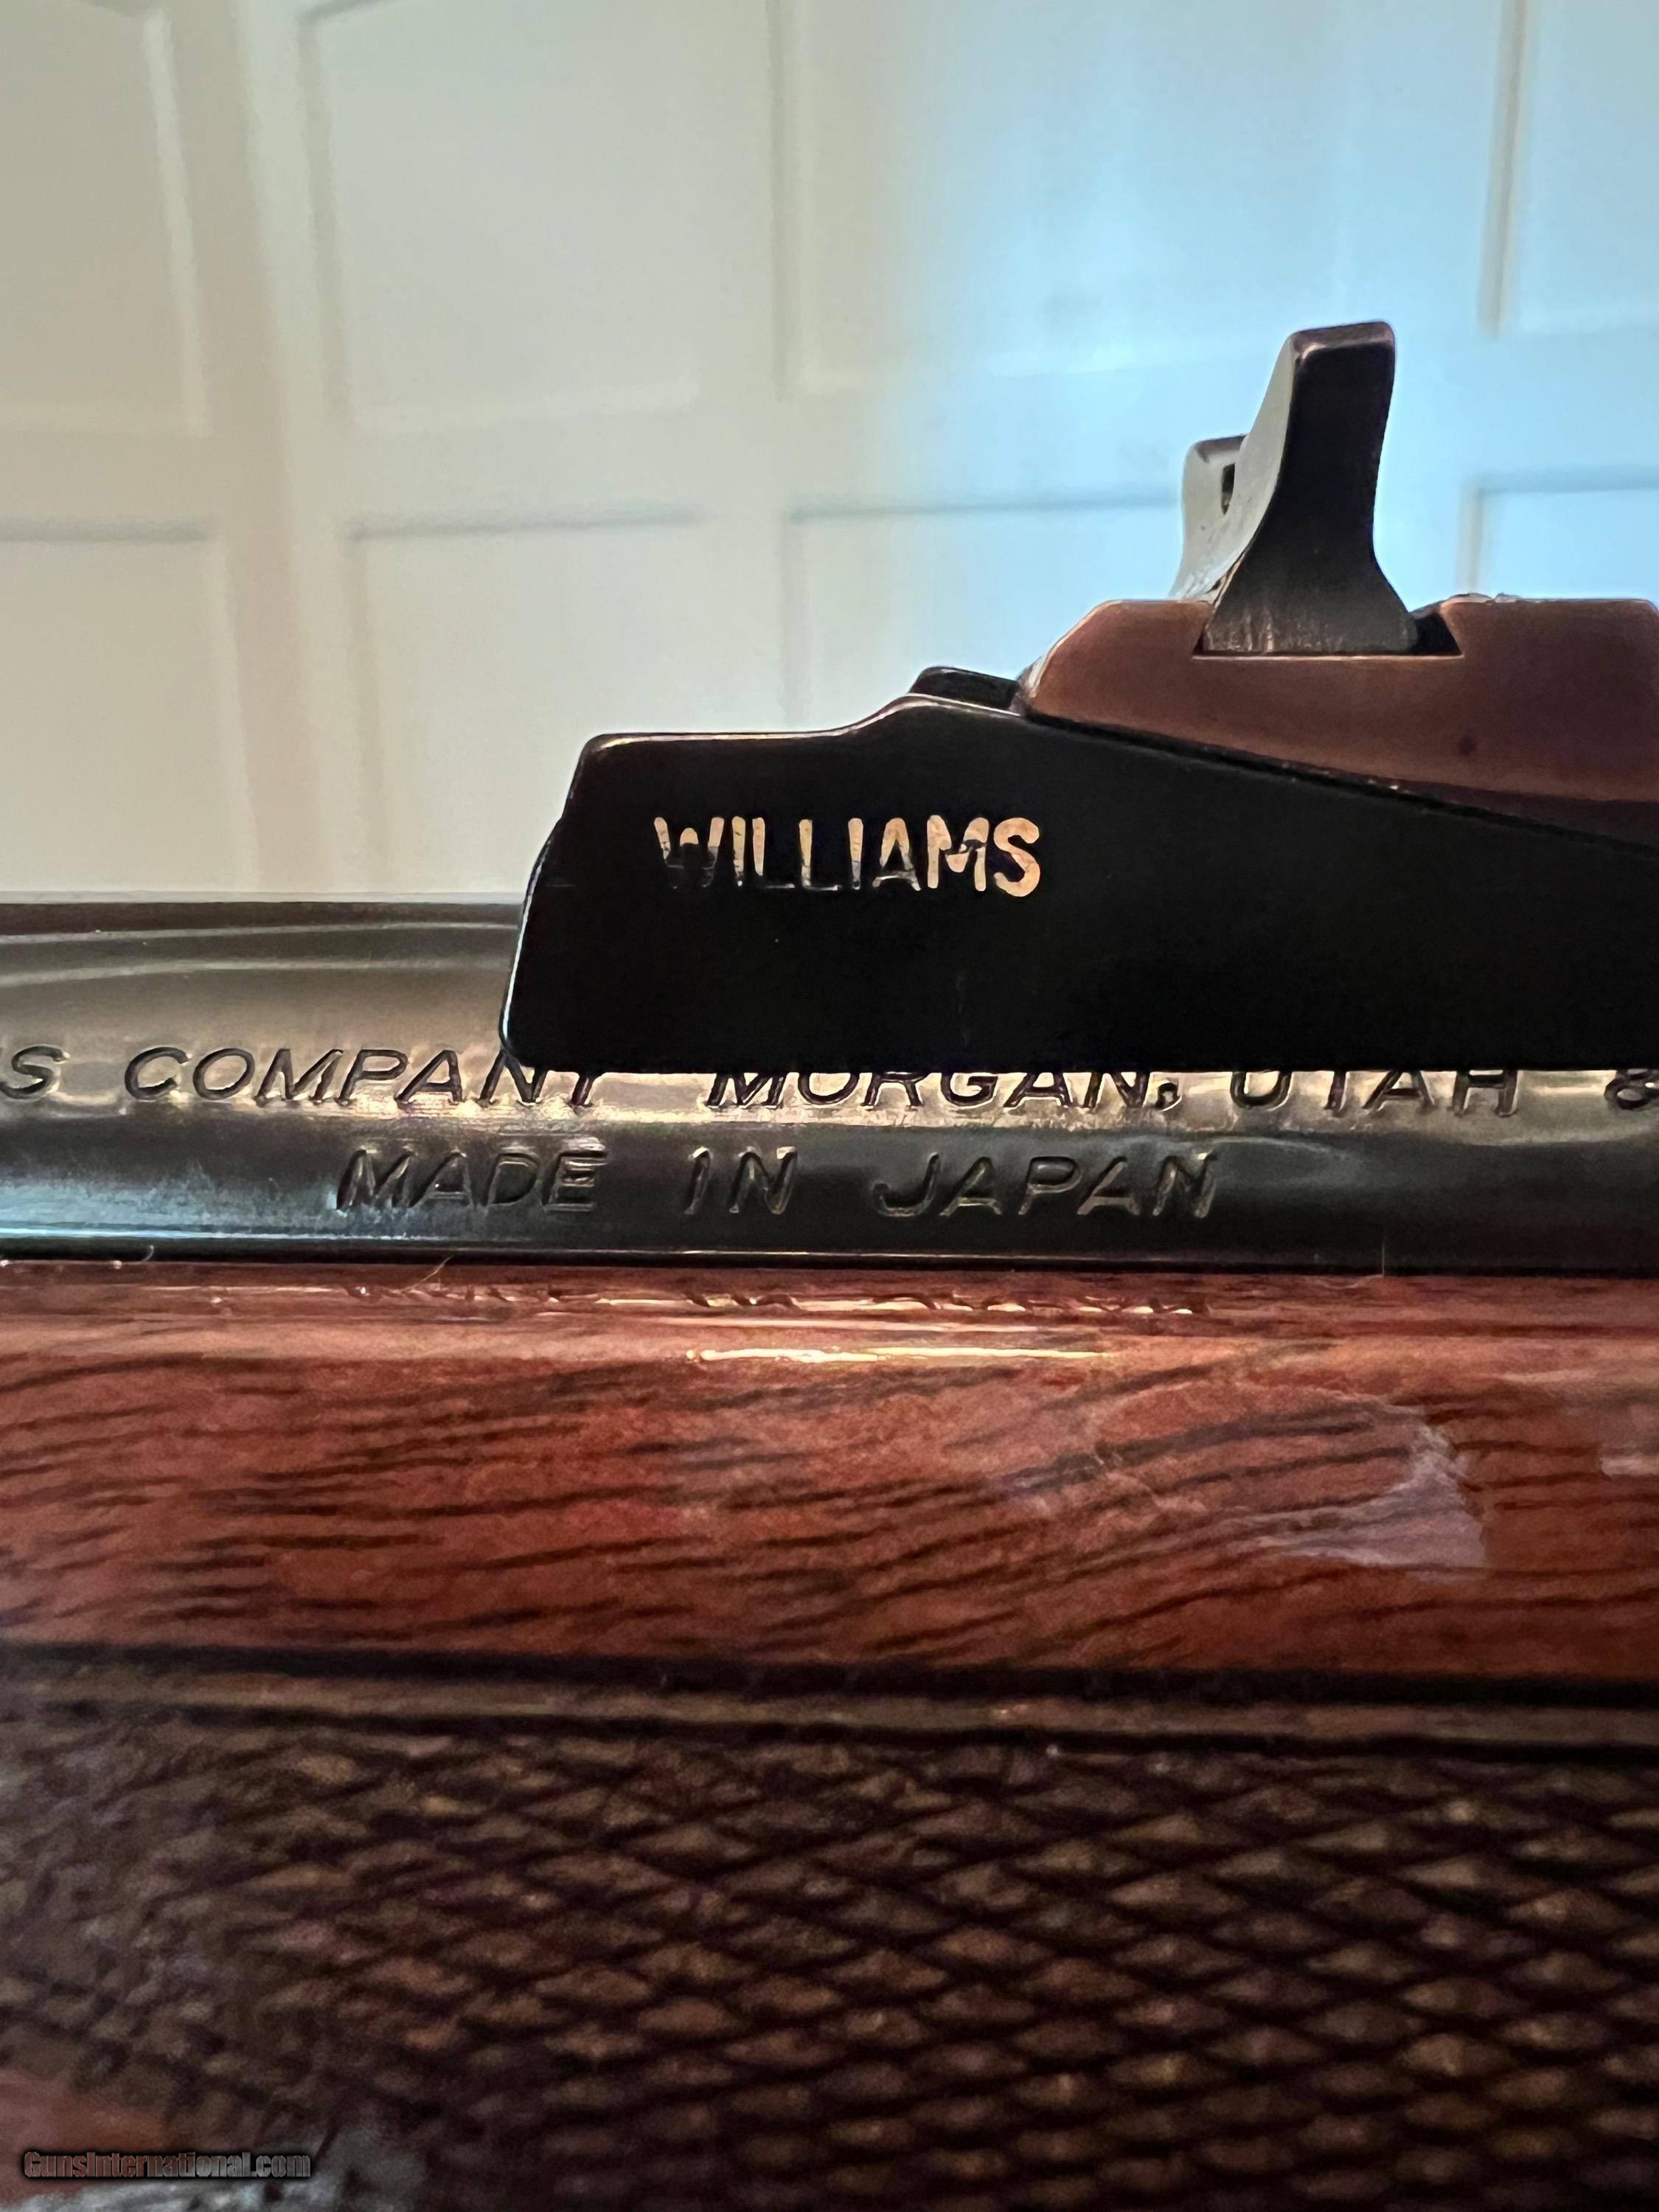 WILLIAMS
S COMPANY MORGAN, UTAH &
MADE IN JAPAN
GunsInternational.com